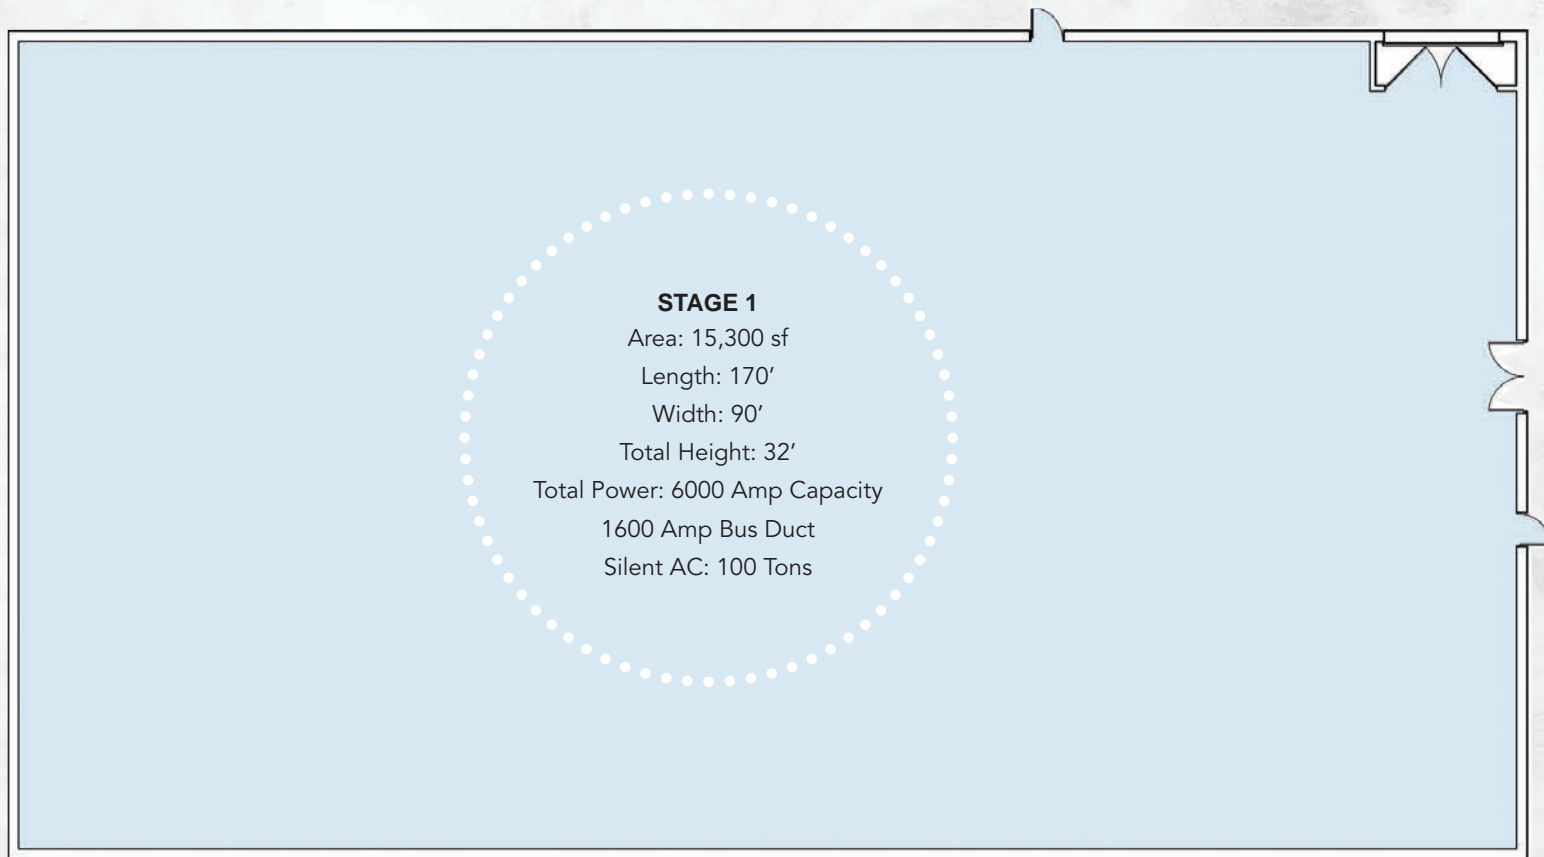 STAGE 1
Area: 15,300 sf
Length: 170’
Width: 90’
Total Height: 32’
Total Power: 6000 Amp Capacity
1600 Amp Bus Duct
Silent AC: 100 Tons